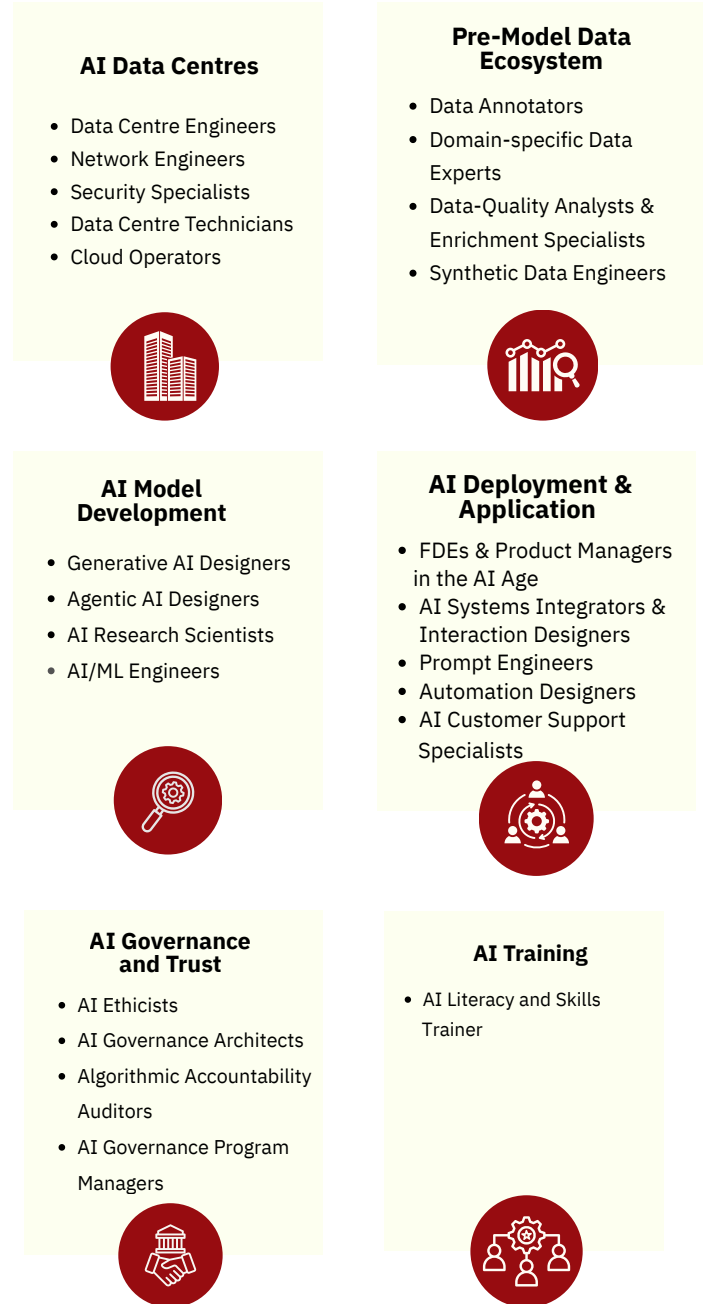 AI Data Centres
• Data Centre Engineers
• Network Engineers
• Security Specialists
• Data Centre Technicians
• Cloud Operators
Pre-Model Data
Ecosystem
• Data Annotators
• Domain-specific Data
Experts
• Data-Quality Analysts &
Enrichment Specialists
• Synthetic Data Engineers
AI Model
Development
• Generative AI Designers
• Agentic AI Designers
• AI Research Scientists
• AI/ML Engineers
AI Deployment &
Application
• FDEs & Product Managers
in the AI Age
• AI Systems Integrators &
Interaction Designers
• Prompt Engineers
• Automation Designers
• AI Customer Support
Specialists
AI Governance
and Trust
• AI Ethicists
• AI Governance Architects
• Algorithmic Accountability
Auditors
• AI Governance Program
Managers
AI Training
• AI Literacy and Skills
Trainer